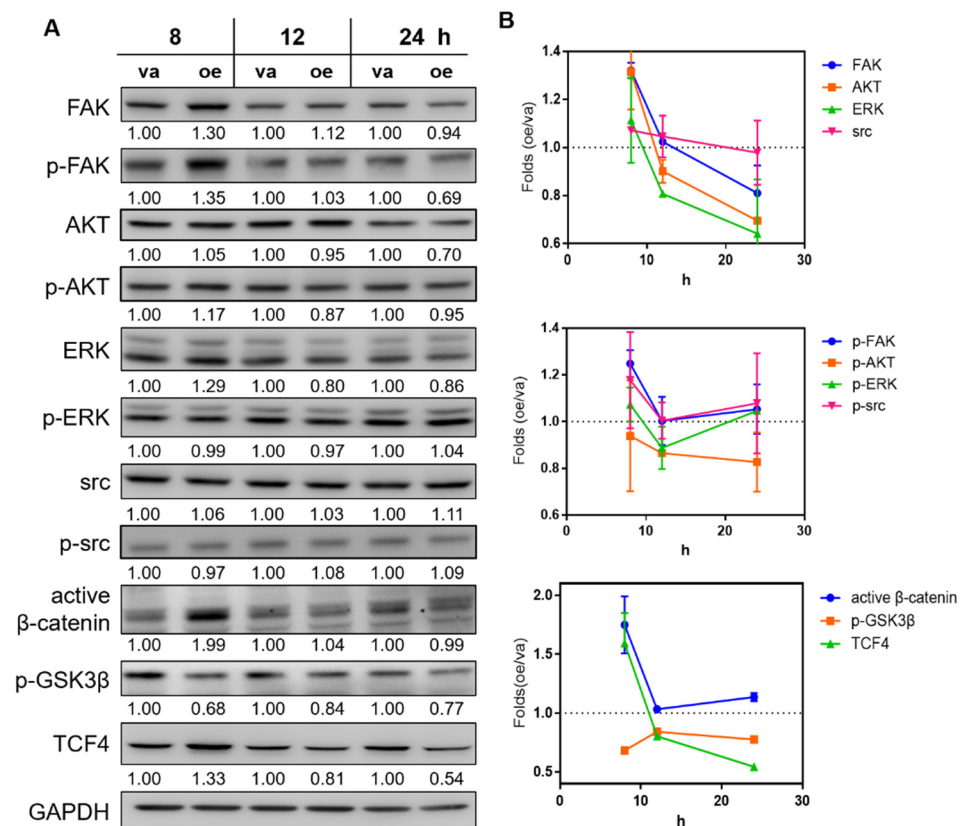 A
8 12 24 h
va oe va oe va oe
FAK
1.00 1.30 1.00 1.12 1.00 0.94
p-FAK
1.00 1.35 1.00 1.03 1.00 0.69
AKT
1.00 1.05 1.00 0.95 1.00 0.70
p-AKT
1.00 1.17 1.00 0.87 1.00 0.95
ERK
1.00 1.29 1.00 0.80 1.00 0.86
p-ERK
1.00 0.99 1.00 0.97 1.00 1.04
src
1.00 1.06 1.00 1.03 1.00 1.11
p-src
1.00 0.97 1.00 1.08 1.00 1.09
active
β-catenin
1.00 1.99 1.00 1.04 1.00 0.99
p-GSK3β
1.00 0.68 1.00 0.84 1.00 0.77
TCF4
1.00 1.33 1.00 0.81 1.00 0.54
GAPDH
B
Folds (oe/va)
1.4
1.2
1.0
0.8
0.6
0 10 20 30
h
FAK
AKT
ERK
src
Folds (oe/va)
1.4
1.2
1.0
0.8
0.6
0 10 20 30
h
p-FAK
p-AKT
p-ERK
p-src
Folds(oe/va)
2.0
1.5
1.0
0.5
0 10 20 30
h
active β-catenin
p-GSK3β
TCF4